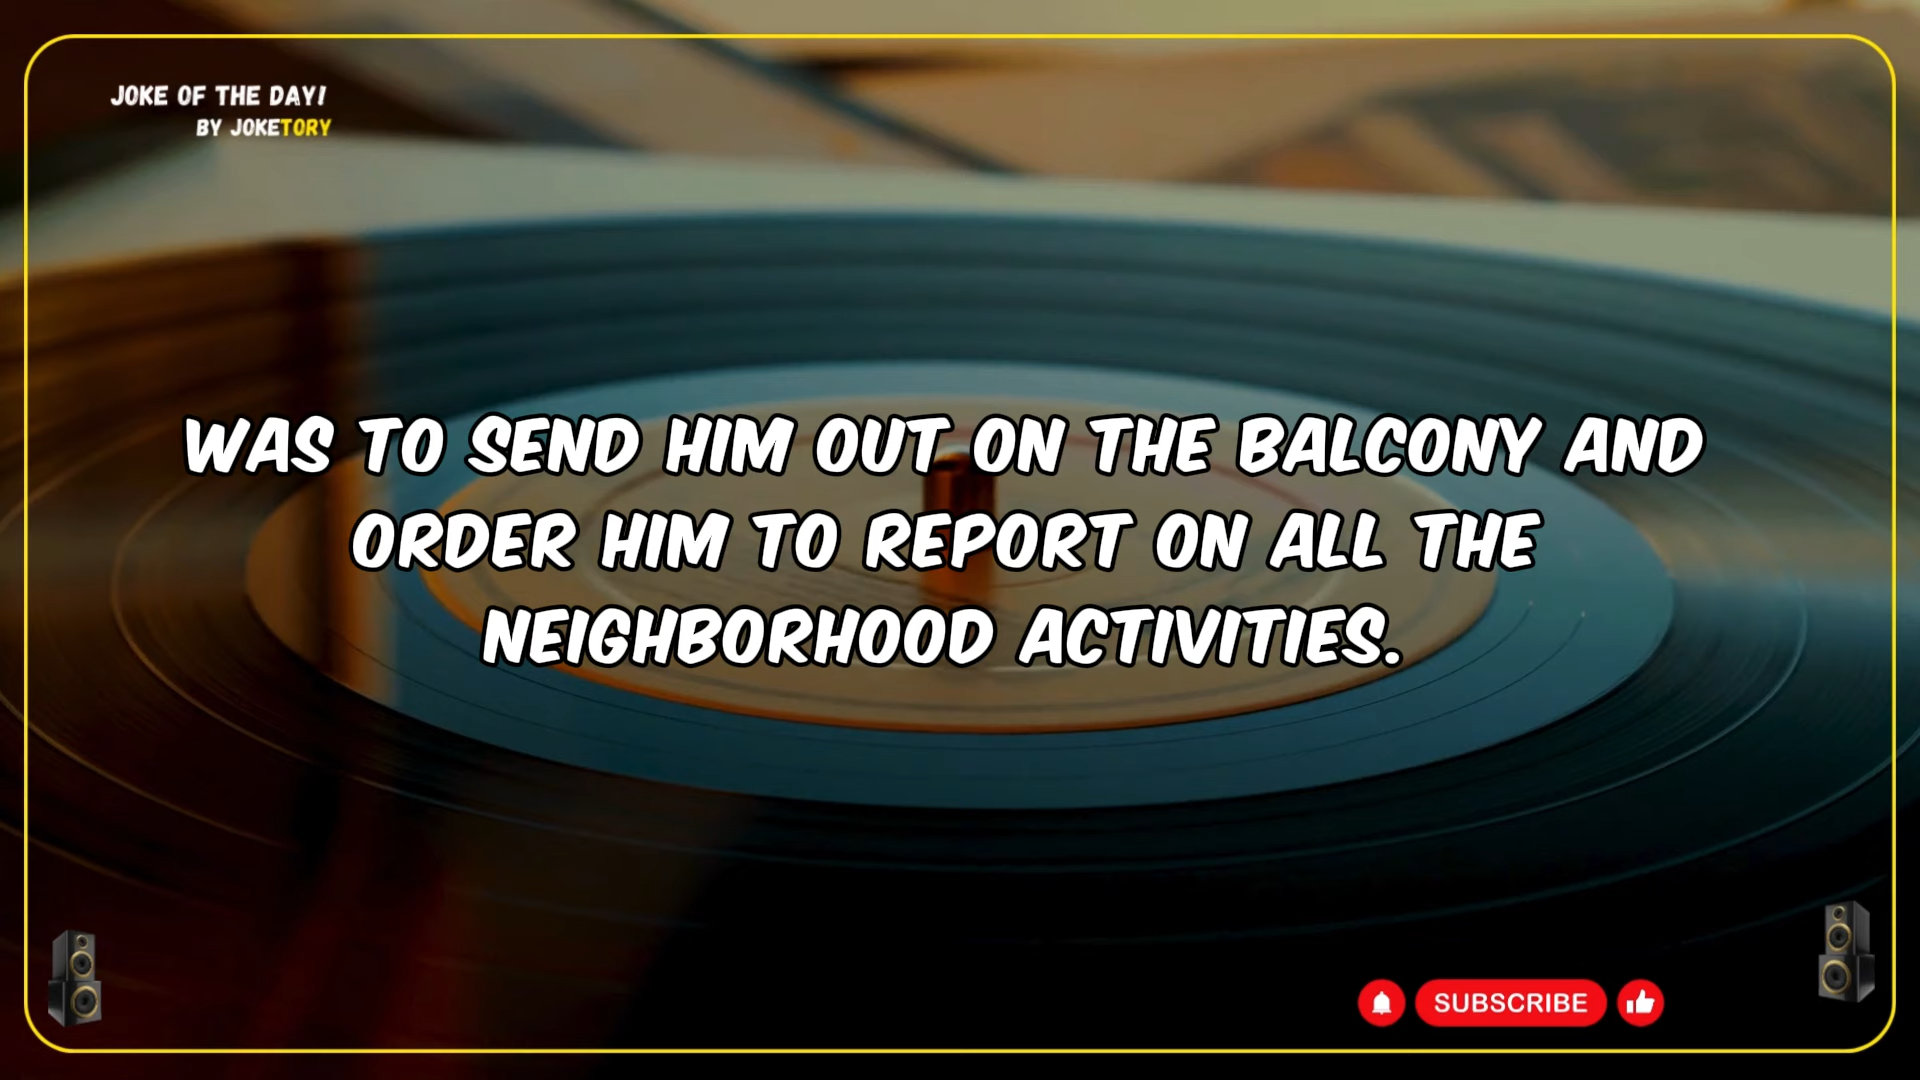 JOKE OF THE DAY!
BY JOKETORY
WAS TO SEND HIM OUT ON THE BALCONY AND
ORDER HIM TO REPORT ON ALL THE
NEIGHBORHOOD ACTIVITIES.
SUBSCRIBE